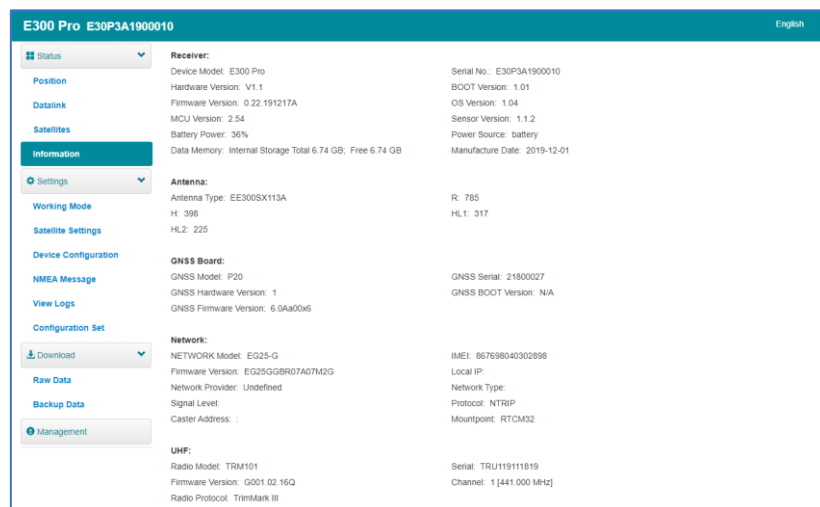 E300 Pro E30P3A1900010
English
Status
Position
Datalink
Satellites
Information
Settings
Working Mode
Satellite Settings
Device Configuration
NMEA Message
View Logs
Configuration Set
Download
Raw Data
Backup Data
Management
Receiver:
Device Model: E300 Pro Serial No.: E30P3A1900010
Hardware Version: V1.1 BOOT Version: 1.01
Firmware Version: 0.22.191217A OS Version: 1.04
MCU Version: 2.54 Sensor Version: 1.1.2
Battery Power: 36% Power Source: battery
Data Memory: Internal Storage Total 6.74 GB; Free 6.74 GB Manufacture Date: 2019-12-01
Antenna:
Antenna Type: EE300SX113A R: 785
H: 398 HL1: 317
HL2: 225
GNSS Board:
GNSS Model: P20 GNSS Serial: 21800027
GNSS Hardware Version: 1 GNSS BOOT Version: N/A
GNSS Firmware Version: 6.0Aa00x6
Network:
NETWORK Model: EG25-G IMEI: 867698040302898
Firmware Version: EG25GGBR07A07M2G Local IP:
Network Provider: Undefined Network Type:
Signal Level: Protocol: NTRIP
Caster Address: : Mountpoint: RTCM32
UHF:
Radio Model: TRM101 Serial: TRU119111819
Firmware Version: G001.02.16Q Channel: 1 [441.000 MHz]
Radio Protocol: TrimMark III